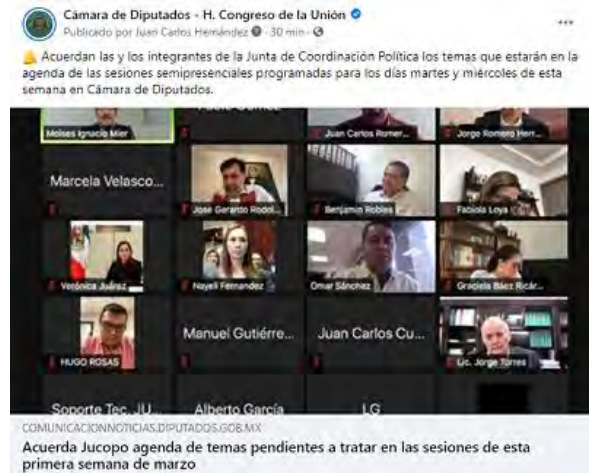 Cámara de Diputados - H. Congreso de la Unión
Publicado por Juan Carlos Hernández · 30 min ·
Acuerdan las y los integrantes de la Junta de Coordinación Política los temas que estarán en la
agenda de las sesiones semipresenciales programadas para los días martes y miércoles de esta
semana en Cámara de Diputados.
Moises Ignacio Mier
Juan Carlos Romer...
Jorge Romero Herr...
Marcela Velasco...
Jose Gerardo Rodol...
Benjamin Robles
Fabiola Loya
Verónica Juárez
Nayeli Fernandez
Omar Sánchez
Graciela Báez Ricár...
HUGO ROSAS
Manuel Gutiérre...
Juan Carlos Cu...
Lic. Jorge Torres
Soporte Tec. JU...
Alberto García
LG
COMUNICACIONNOTICIAS.DIPUTADOS.GOB.MX
Acuerda Jucopo agenda de temas pendientes a tratar en las sesiones de esta
primera semana de marzo